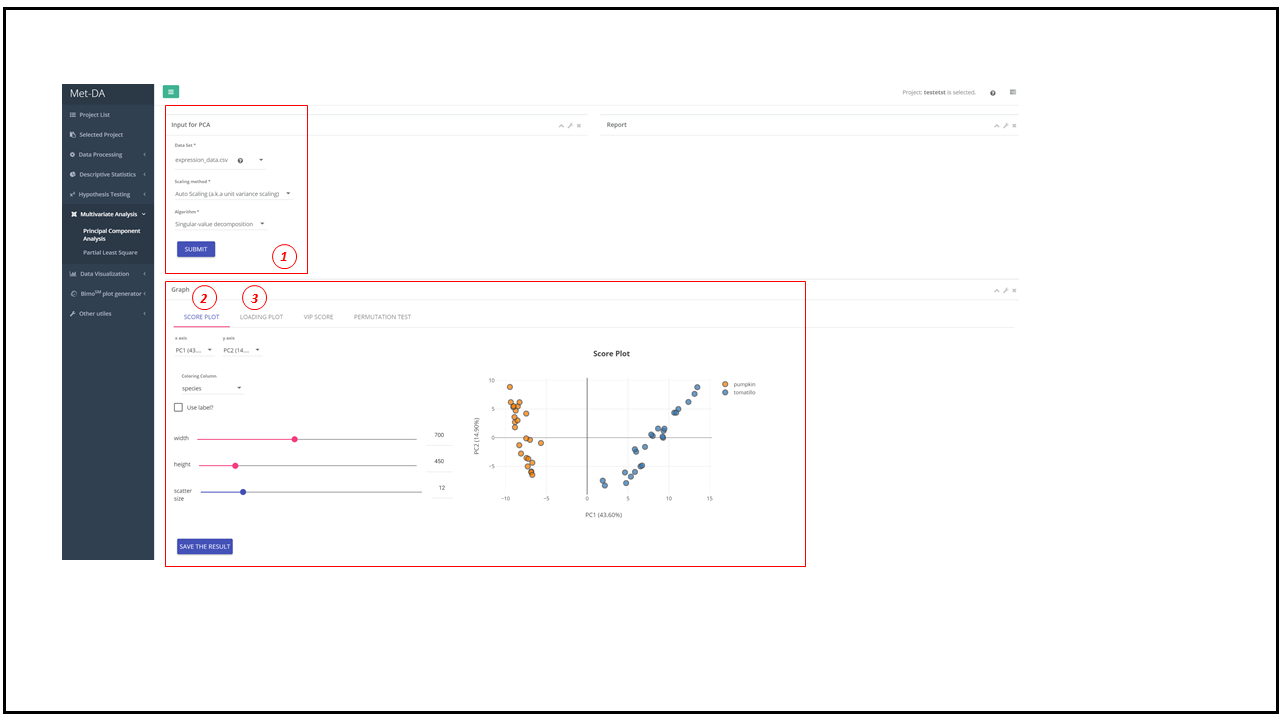 Met-DA
Project: testetst is selected.
Project List
Selected Project
Data Processing
Descriptive Statistics
x² Hypothesis Testing
Multivariate Analysis
Principal Component
Analysis
Partial Least Square
Data Visualization
BimoSM plot generator
Other utiles
Input for PCA
Data Set *
expression_data.csv
Scaling method *
Auto Scaling (a.k.a unit variance scaling)
Algorithm *
Singular-value decomposition
SUBMIT
1
Report
Graph
2
3
SCORE PLOT
LOADING PLOT
VIP SCORE
PERMUTATION TEST
x axis
y axis
PC1 (43....
PC2 (14....
Coloring Column
species
Use label?
width
700
height
450
scatter
size
12
SAVE THE RESULT
Score Plot
pumpkin
tomatillo
PC2 (14.90%)
10
5
0
−5
−10
−5
0
5
10
15
PC1 (43.60%)